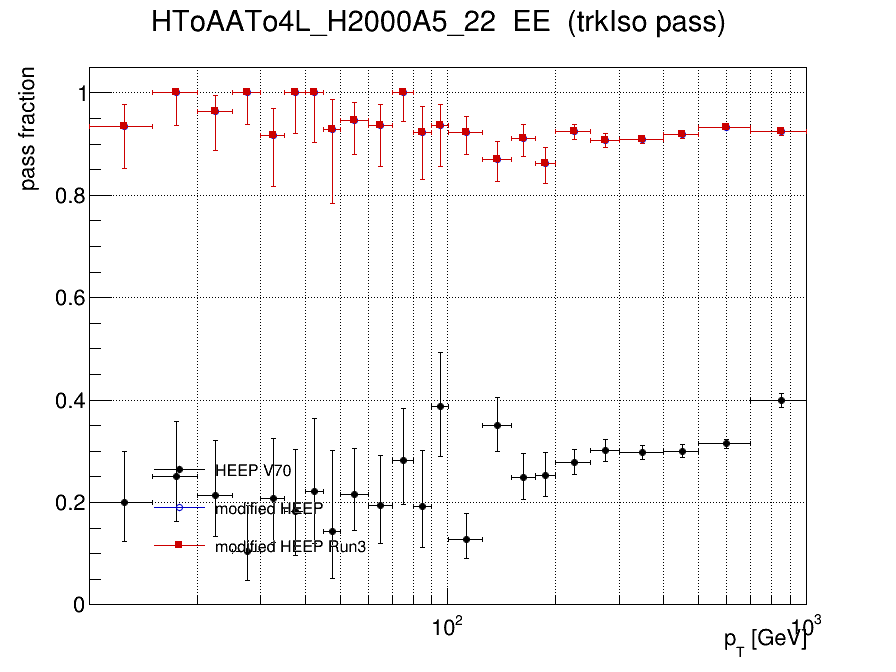 HToAATo4L_H2000A5_22 EE (trkIso pass)
pass fraction
1
0.8
0.6
0.4
0.2
0
HEEP V70
modified HEEP
modified HEEP Run3
10²
10³
p_T [GeV]